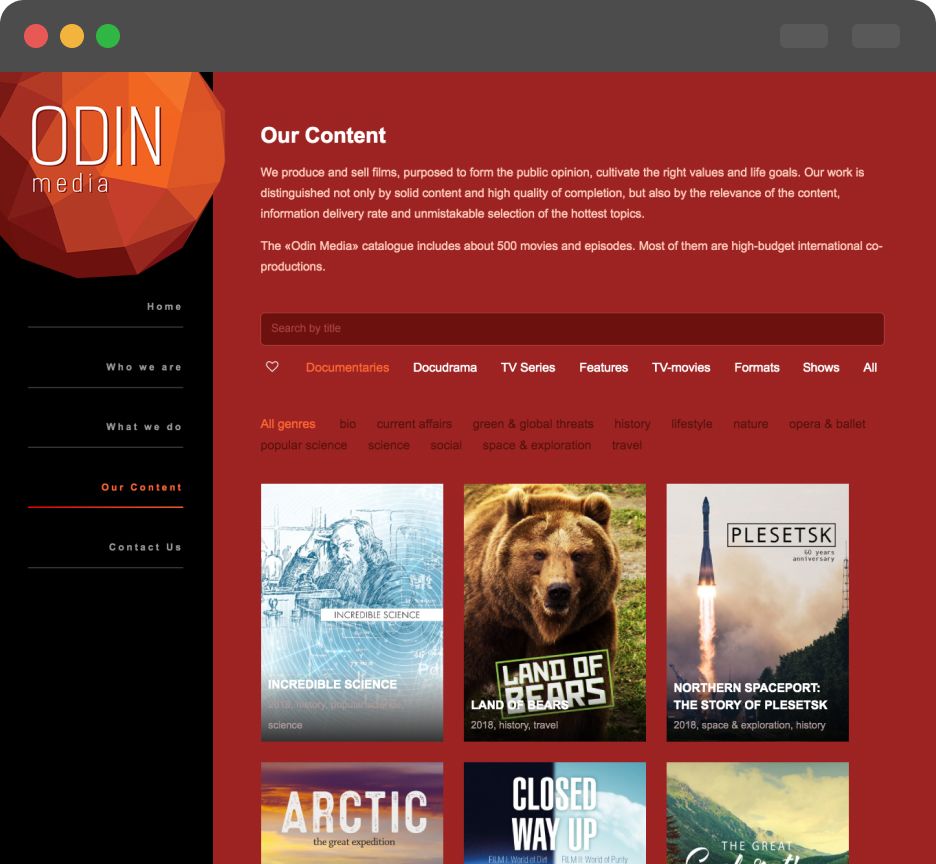 ODIN
media
Home
Who we are
What we do
Our Content
Contact Us
Our Content
We produce and sell films, purposed to form the public opinion, cultivate the right values and life goals. Our work is
distinguished not only by solid content and high quality of completion, but also by the relevance of the content,
information delivery rate and unmistakable selection of the hottest topics.
The «Odin Media» catalogue includes about 500 movies and episodes. Most of them are high-budget international co-
productions.
Search by title
Documentaries Docudrama TV Series Features TV-movies Formats Shows All
All genres bio current affairs green & global threats history lifestyle nature opera & ballet
popular science science social space & exploration travel
INCREDIBLE SCIENCE
INCREDIBLE SCIENCE
2018, history, popular science,
science
LAND OF
BEARS
LAND OF BEARS
2018, history, travel
PLESETSK
60 years
anniversary
NORTHERN SPACEPORT:
THE STORY OF PLESETSK
2018, space & exploration, history
ARCTIC
the great expedition
CLOSED
WAY UP
FILM I: World of Dirt FILM II: World of Purity
THE GREAT